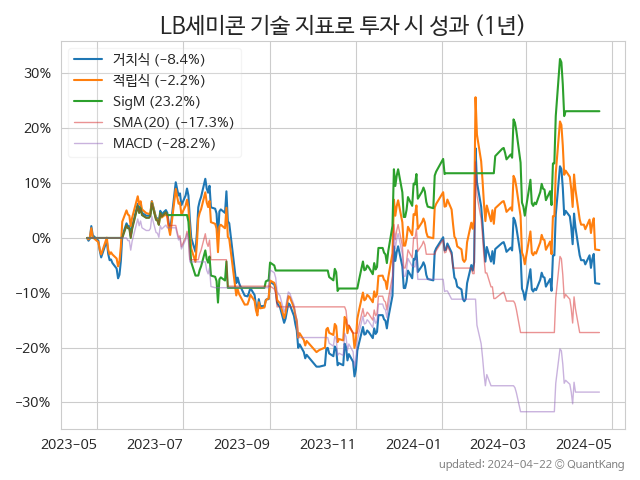 LB세미콘 기술 지표로 투자 시 성과 (1년)
거치식 (−8.4%)
적립식 (−2.2%)
SigM (23.2%)
SMA(20) (−17.3%)
MACD (−28.2%)
30%
20%
10%
0%
−10%
−20%
−30%
2023-05 2023-07 2023-09 2023-11 2024-01 2024-03 2024-05
updated: 2024-04-22 © QuantKang